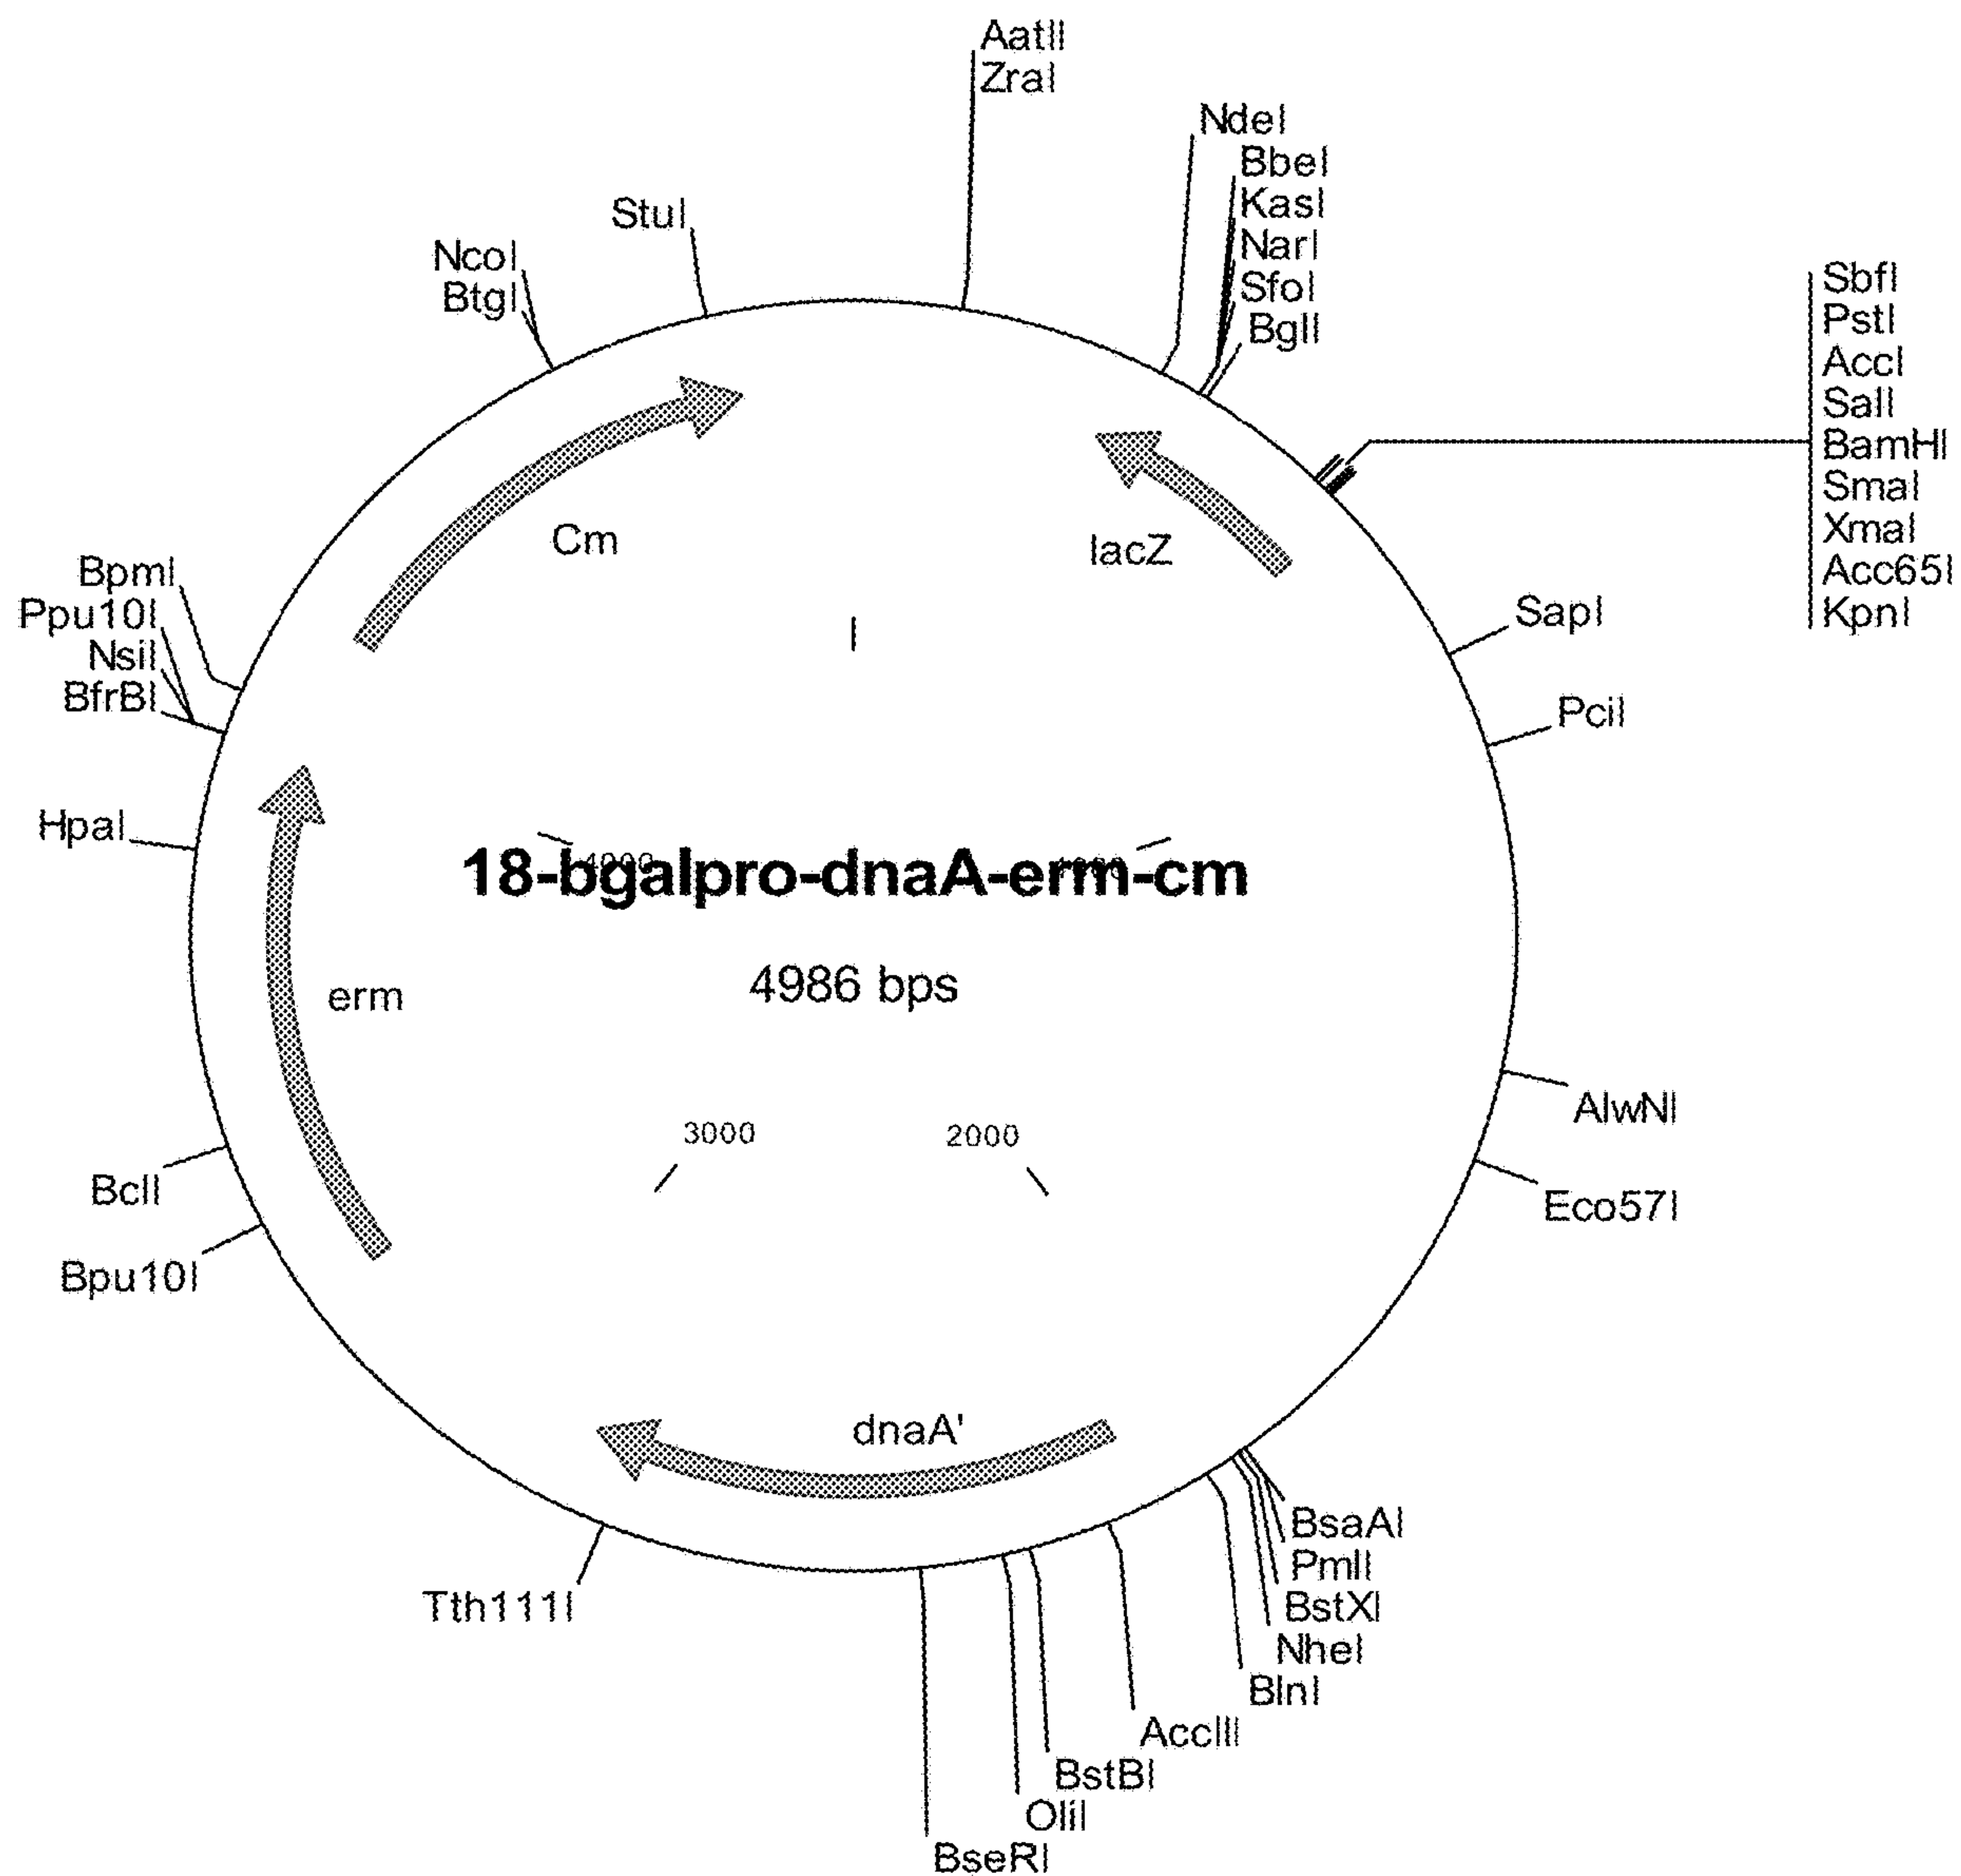 AatII
ZraI
NdeI
BbeI
KasI
NarI
SfoI
BglI
StuI
NcoI
BtgI
SbfI
PstI
AccI
SalI
BamHI
SmaI
XmaI
Acc65I
KpnI
Cm
lacZ
BpmI
Ppu10I
NsiI
BfrBI
SapI
PciI
HpaI
4000
1000
18-bgalpro-dnaA-erm-cm
4986 bps
erm
AlwNI
3000
2000
BclI
Eco57I
Bpu10I
dnaA'
BsaAI
PmlI
BstXI
NheI
BlnI
Tth111I
AccIII
BstBI
OliI
BseRI